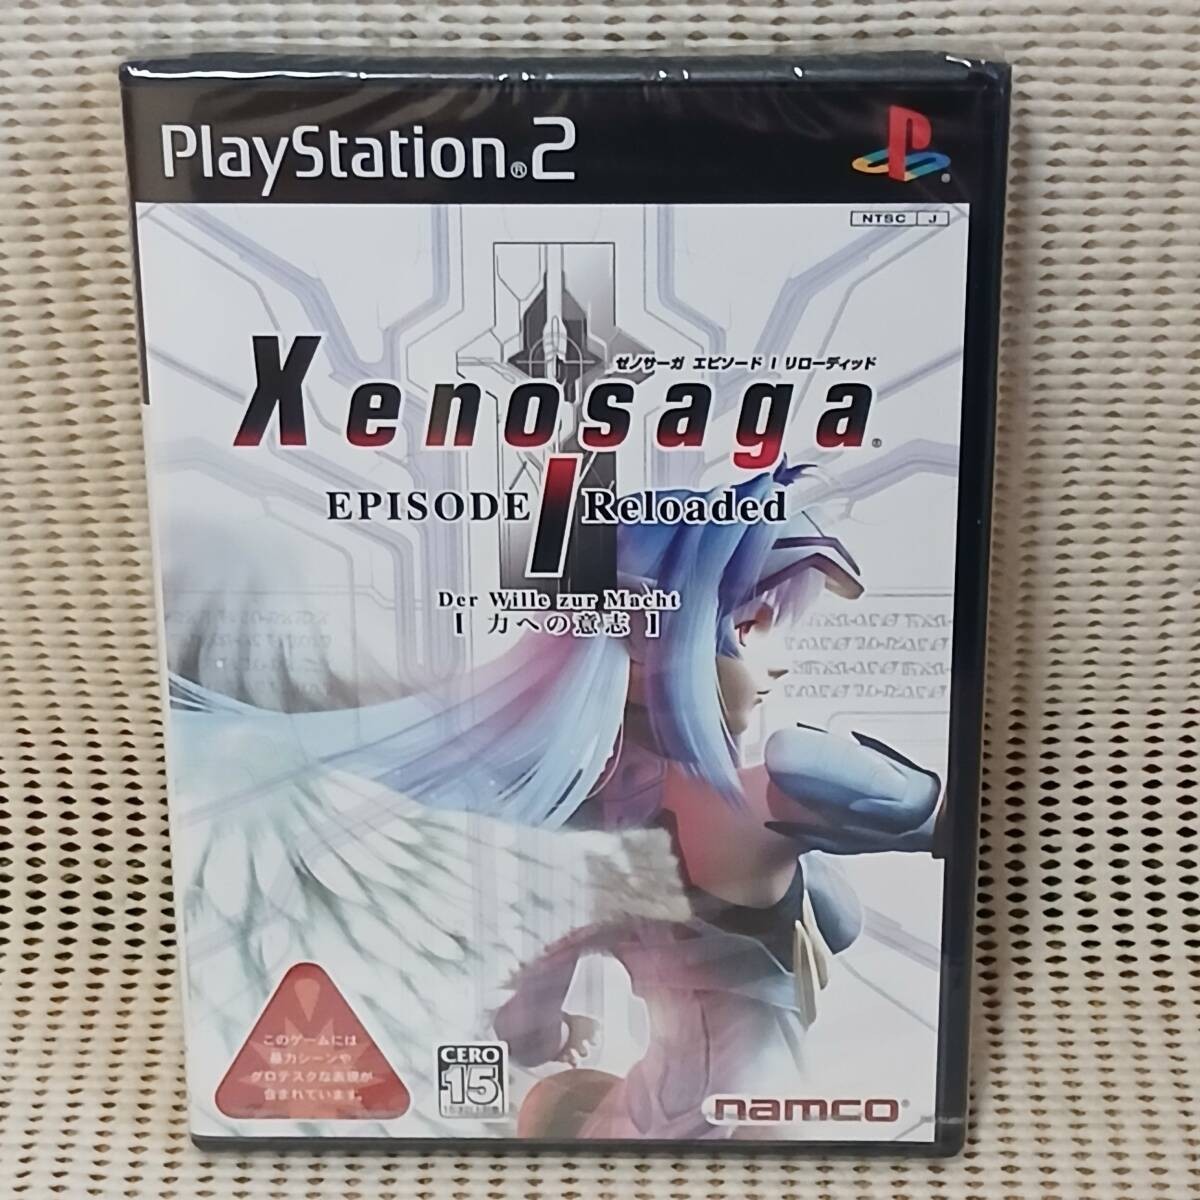 PlayStation®2
NTSC J
ゼノサーガ エピソード I リローディッド
Xenosaga®
EPISODE I Reloaded
Der Wille zur Macht
【 力への意志 】
このゲームには
暴力シーンや
グロテスクな表現が
含まれています。
CERO
15
namco®